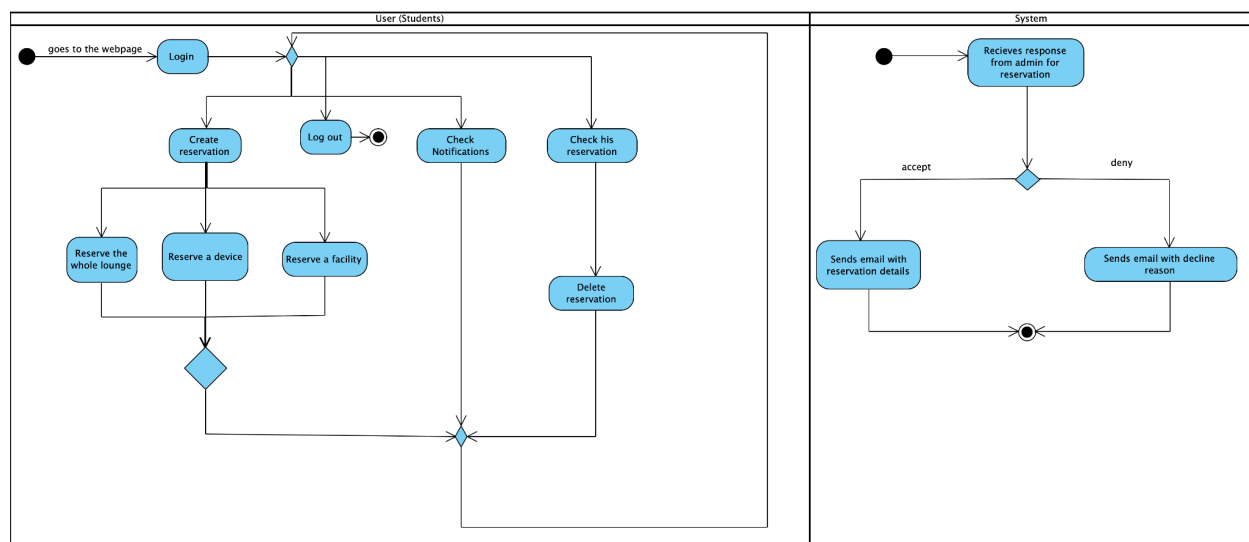 User (Students)
System
goes to the webpage
Login
Recieves response
from admin for
reservation
Create
reservation
Log out
Check
Notifications
Check his
reservation
accept
deny
Reserve the
whole lounge
Reserve a device
Reserve a facility
Sends email with
reservation details
Sends email with decline
reason
Delete
reservation